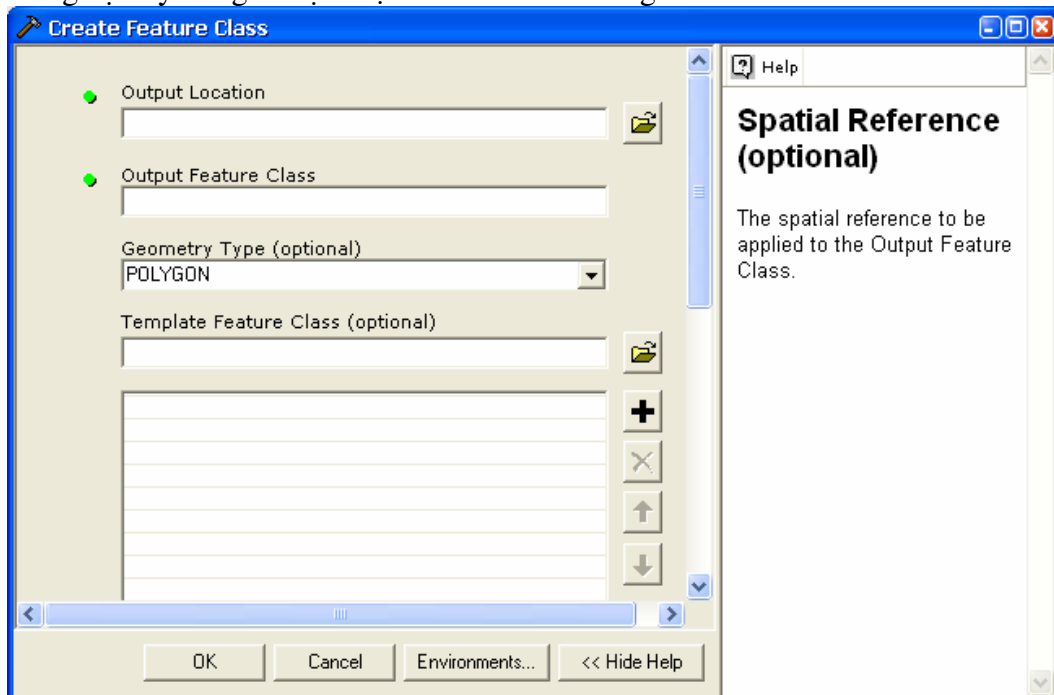 Create Feature Class
Output Location
Output Feature Class
Geometry Type (optional)
POLYGON
Template Feature Class (optional)
OK
Cancel
Environments...
<< Hide Help
Help
Spatial Reference
(optional)
The spatial reference to be
applied to the Output Feature
Class.